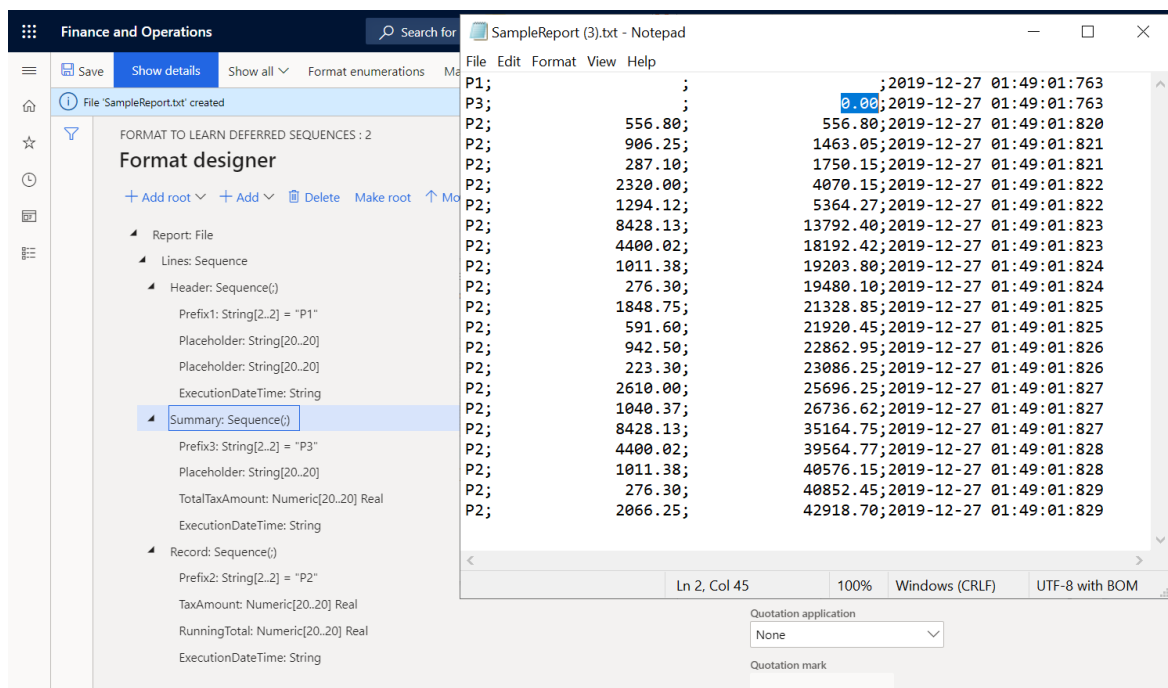 Finance and Operations
Search for
Save Show details Show all Format enumerations Ma
File 'SampleReport.txt' created
FORMAT TO LEARN DEFERRED SEQUENCES : 2
Format designer
+ Add root + Add Delete Make root Mo
Report: File
Lines: Sequence
Header: Sequence(;)
Prefix1: String[2..2] = "P1"
Placeholder: String[20..20]
Placeholder: String[20..20]
ExecutionDateTime: String
Summary: Sequence(;)
Prefix3: String[2..2] = "P3"
Placeholder: String[20..20]
TotalTaxAmount: Numeric[20..20] Real
ExecutionDateTime: String
Record: Sequence(;)
Prefix2: String[2..2] = "P2"
TaxAmount: Numeric[20..20] Real
RunningTotal: Numeric[20..20] Real
ExecutionDateTime: String
SampleReport (3).txt - Notepad
File Edit Format View Help
P1; ; ;2019-12-27 01:49:01:763
P3; ; 0.00;2019-12-27 01:49:01:763
P2; 556.80; 556.80;2019-12-27 01:49:01:820
P2; 906.25; 1463.05;2019-12-27 01:49:01:821
P2; 287.10; 1750.15;2019-12-27 01:49:01:821
P2; 2320.00; 4070.15;2019-12-27 01:49:01:822
P2; 1294.12; 5364.27;2019-12-27 01:49:01:822
P2; 8428.13; 13792.40;2019-12-27 01:49:01:823
P2; 4400.02; 18192.42;2019-12-27 01:49:01:823
P2; 1011.38; 19203.80;2019-12-27 01:49:01:824
P2; 276.30; 19480.10;2019-12-27 01:49:01:824
P2; 1848.75; 21328.85;2019-12-27 01:49:01:825
P2; 591.60; 21920.45;2019-12-27 01:49:01:825
P2; 942.50; 22862.95;2019-12-27 01:49:01:826
P2; 223.30; 23086.25;2019-12-27 01:49:01:826
P2; 2610.00; 25696.25;2019-12-27 01:49:01:827
P2; 1040.37; 26736.62;2019-12-27 01:49:01:827
P2; 8428.13; 35164.75;2019-12-27 01:49:01:827
P2; 4400.02; 39564.77;2019-12-27 01:49:01:828
P2; 1011.38; 40576.15;2019-12-27 01:49:01:828
P2; 276.30; 40852.45;2019-12-27 01:49:01:829
P2; 2066.25; 42918.70;2019-12-27 01:49:01:829
Ln 2, Col 45 100% Windows (CRLF) UTF-8 with BOM
Quotation application
None
Quotation mark